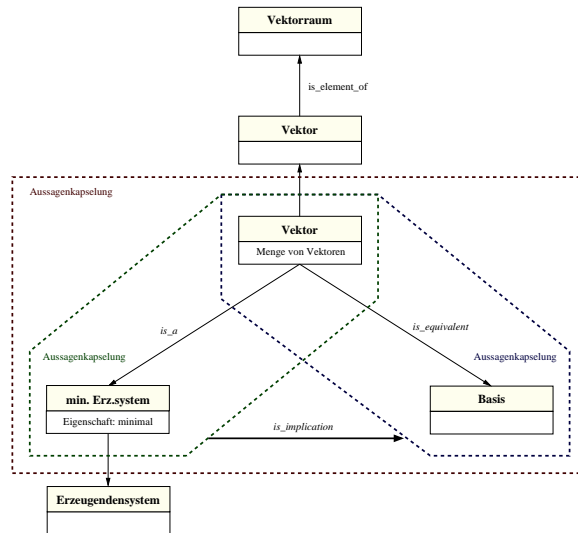 Vektorraum
is_element_of
Vektor
Aussagenkapselung
Vektor
Menge von Vektoren
is_a
is_equivalent
Aussagenkapselung
Aussagenkapselung
min. Erz.system
Eigenschaft: minimal
Basis
is_implication
Erzeugendensystem